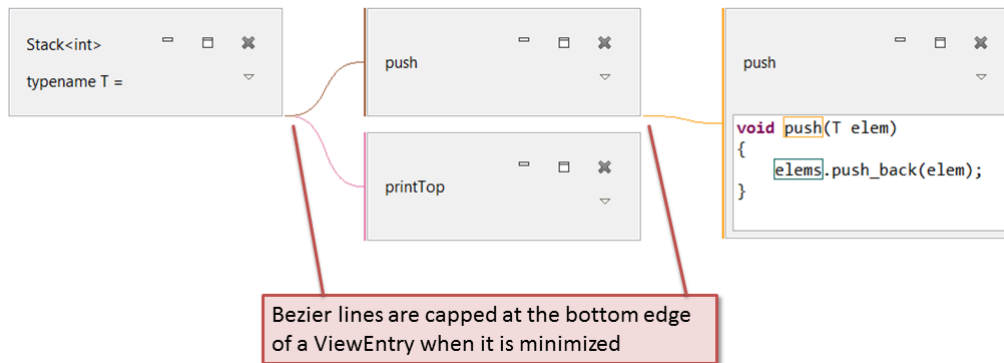 Stack<int>
typename T =
push
printTop
push
void push(T elem)
{
elems.push_back(elem);
}
Bezier lines are capped at the bottom edge
of a ViewEntry when it is minimized